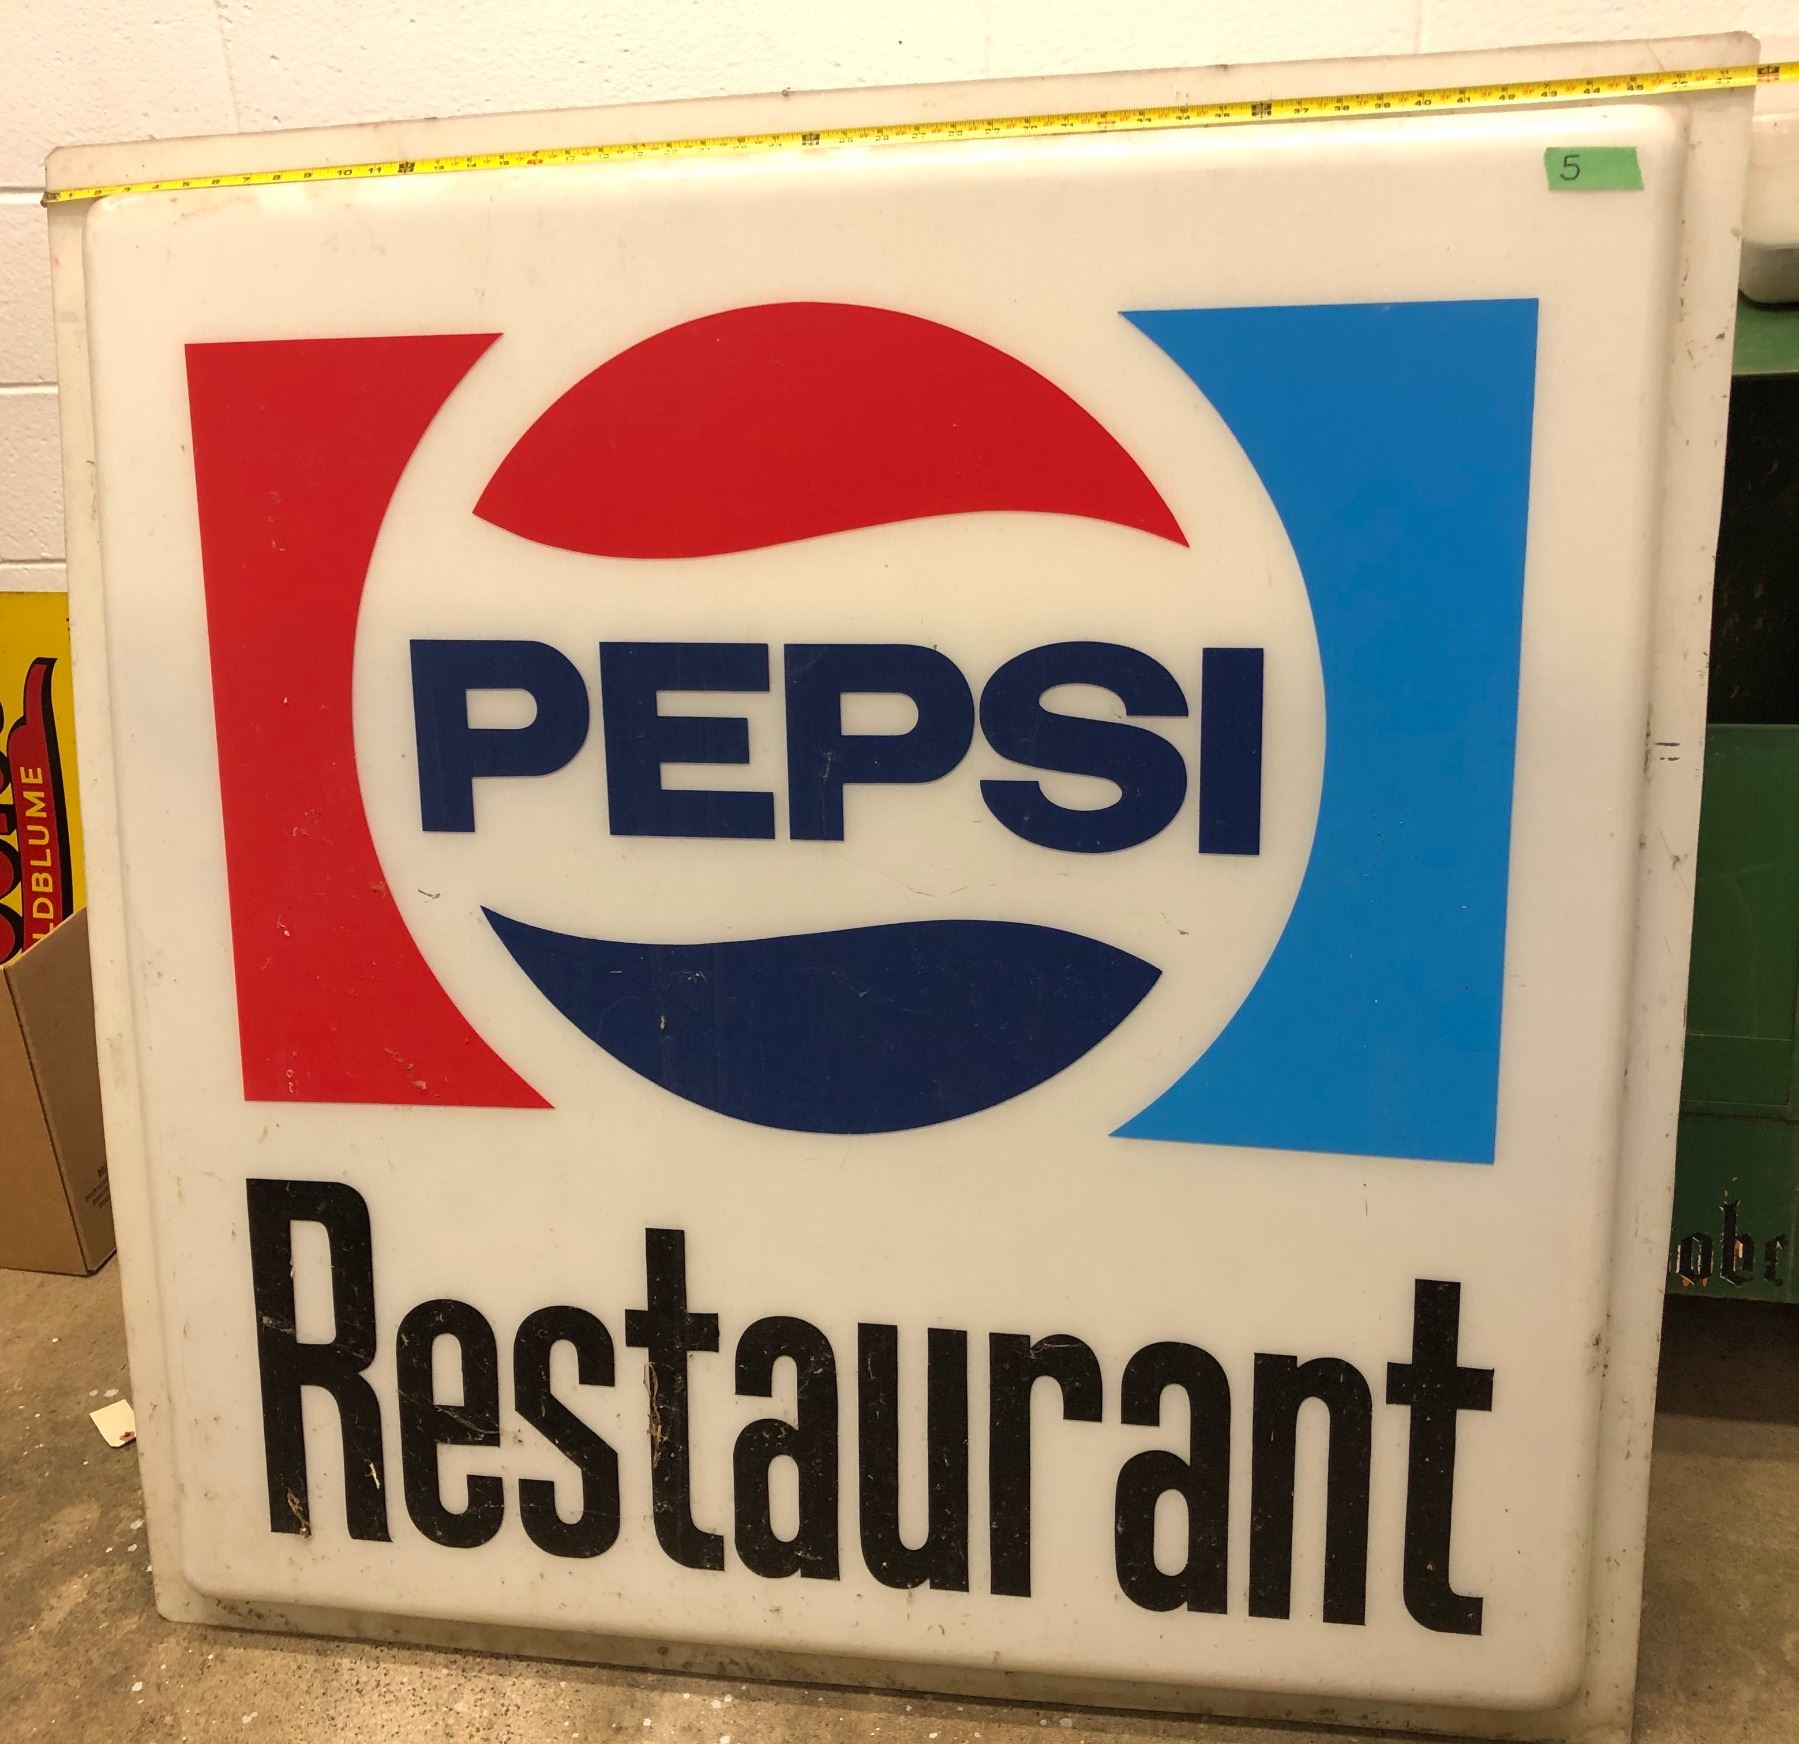 5
PEPSI
Restaurant
LDBLUME